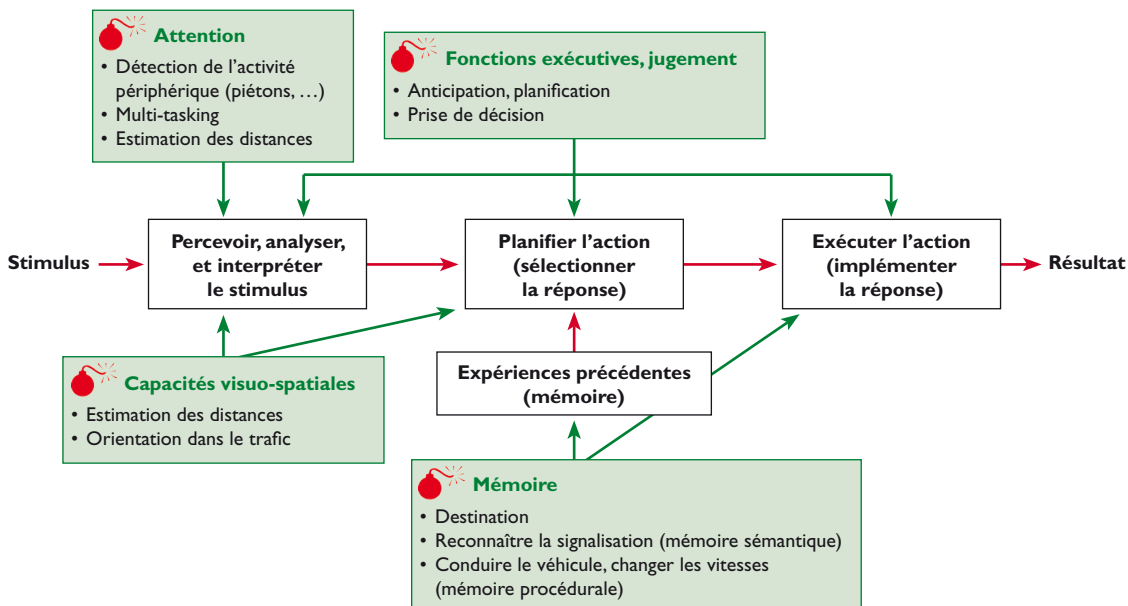 Attention
• Détection de l’activité
périphérique (piétons, …)
• Multi-tasking
• Estimation des distances
Fonctions exécutives, jugement
• Anticipation, planification
• Prise de décision
Stimulus
Percevoir, analyser,
et interpréter
le stimulus
Planifier l’action
(sélectionner
la réponse)
Exécuter l’action
(implémenter
la réponse)
Résultat
Expériences précédentes
(mémoire)
Capacités visuo-spatiales
• Estimation des distances
• Orientation dans le trafic
Mémoire
• Destination
• Reconnaître la signalisation (mémoire sémantique)
• Conduire le véhicule, changer les vitesses
(mémoire procédurale)